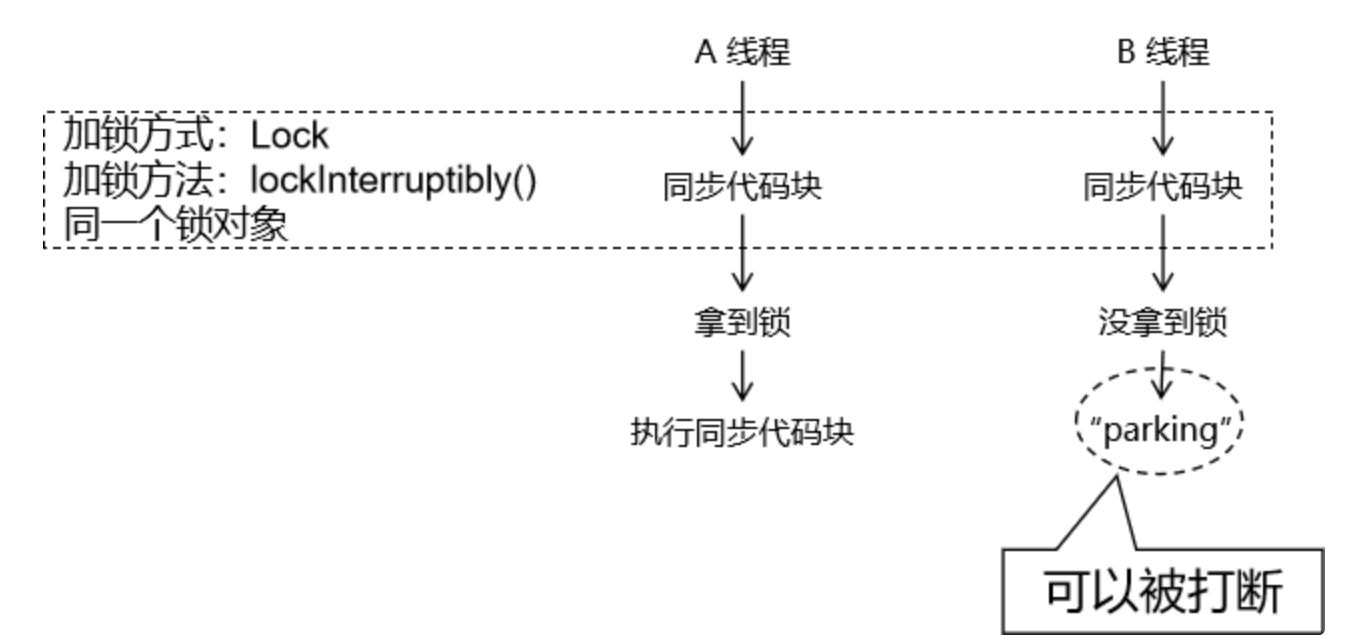 A 线程
B 线程
加锁方式：Lock
加锁方法：lockInterruptibly()
同一个锁对象
同步代码块
同步代码块
拿到锁
没拿到锁
执行同步代码块
“parking”
可以被打断